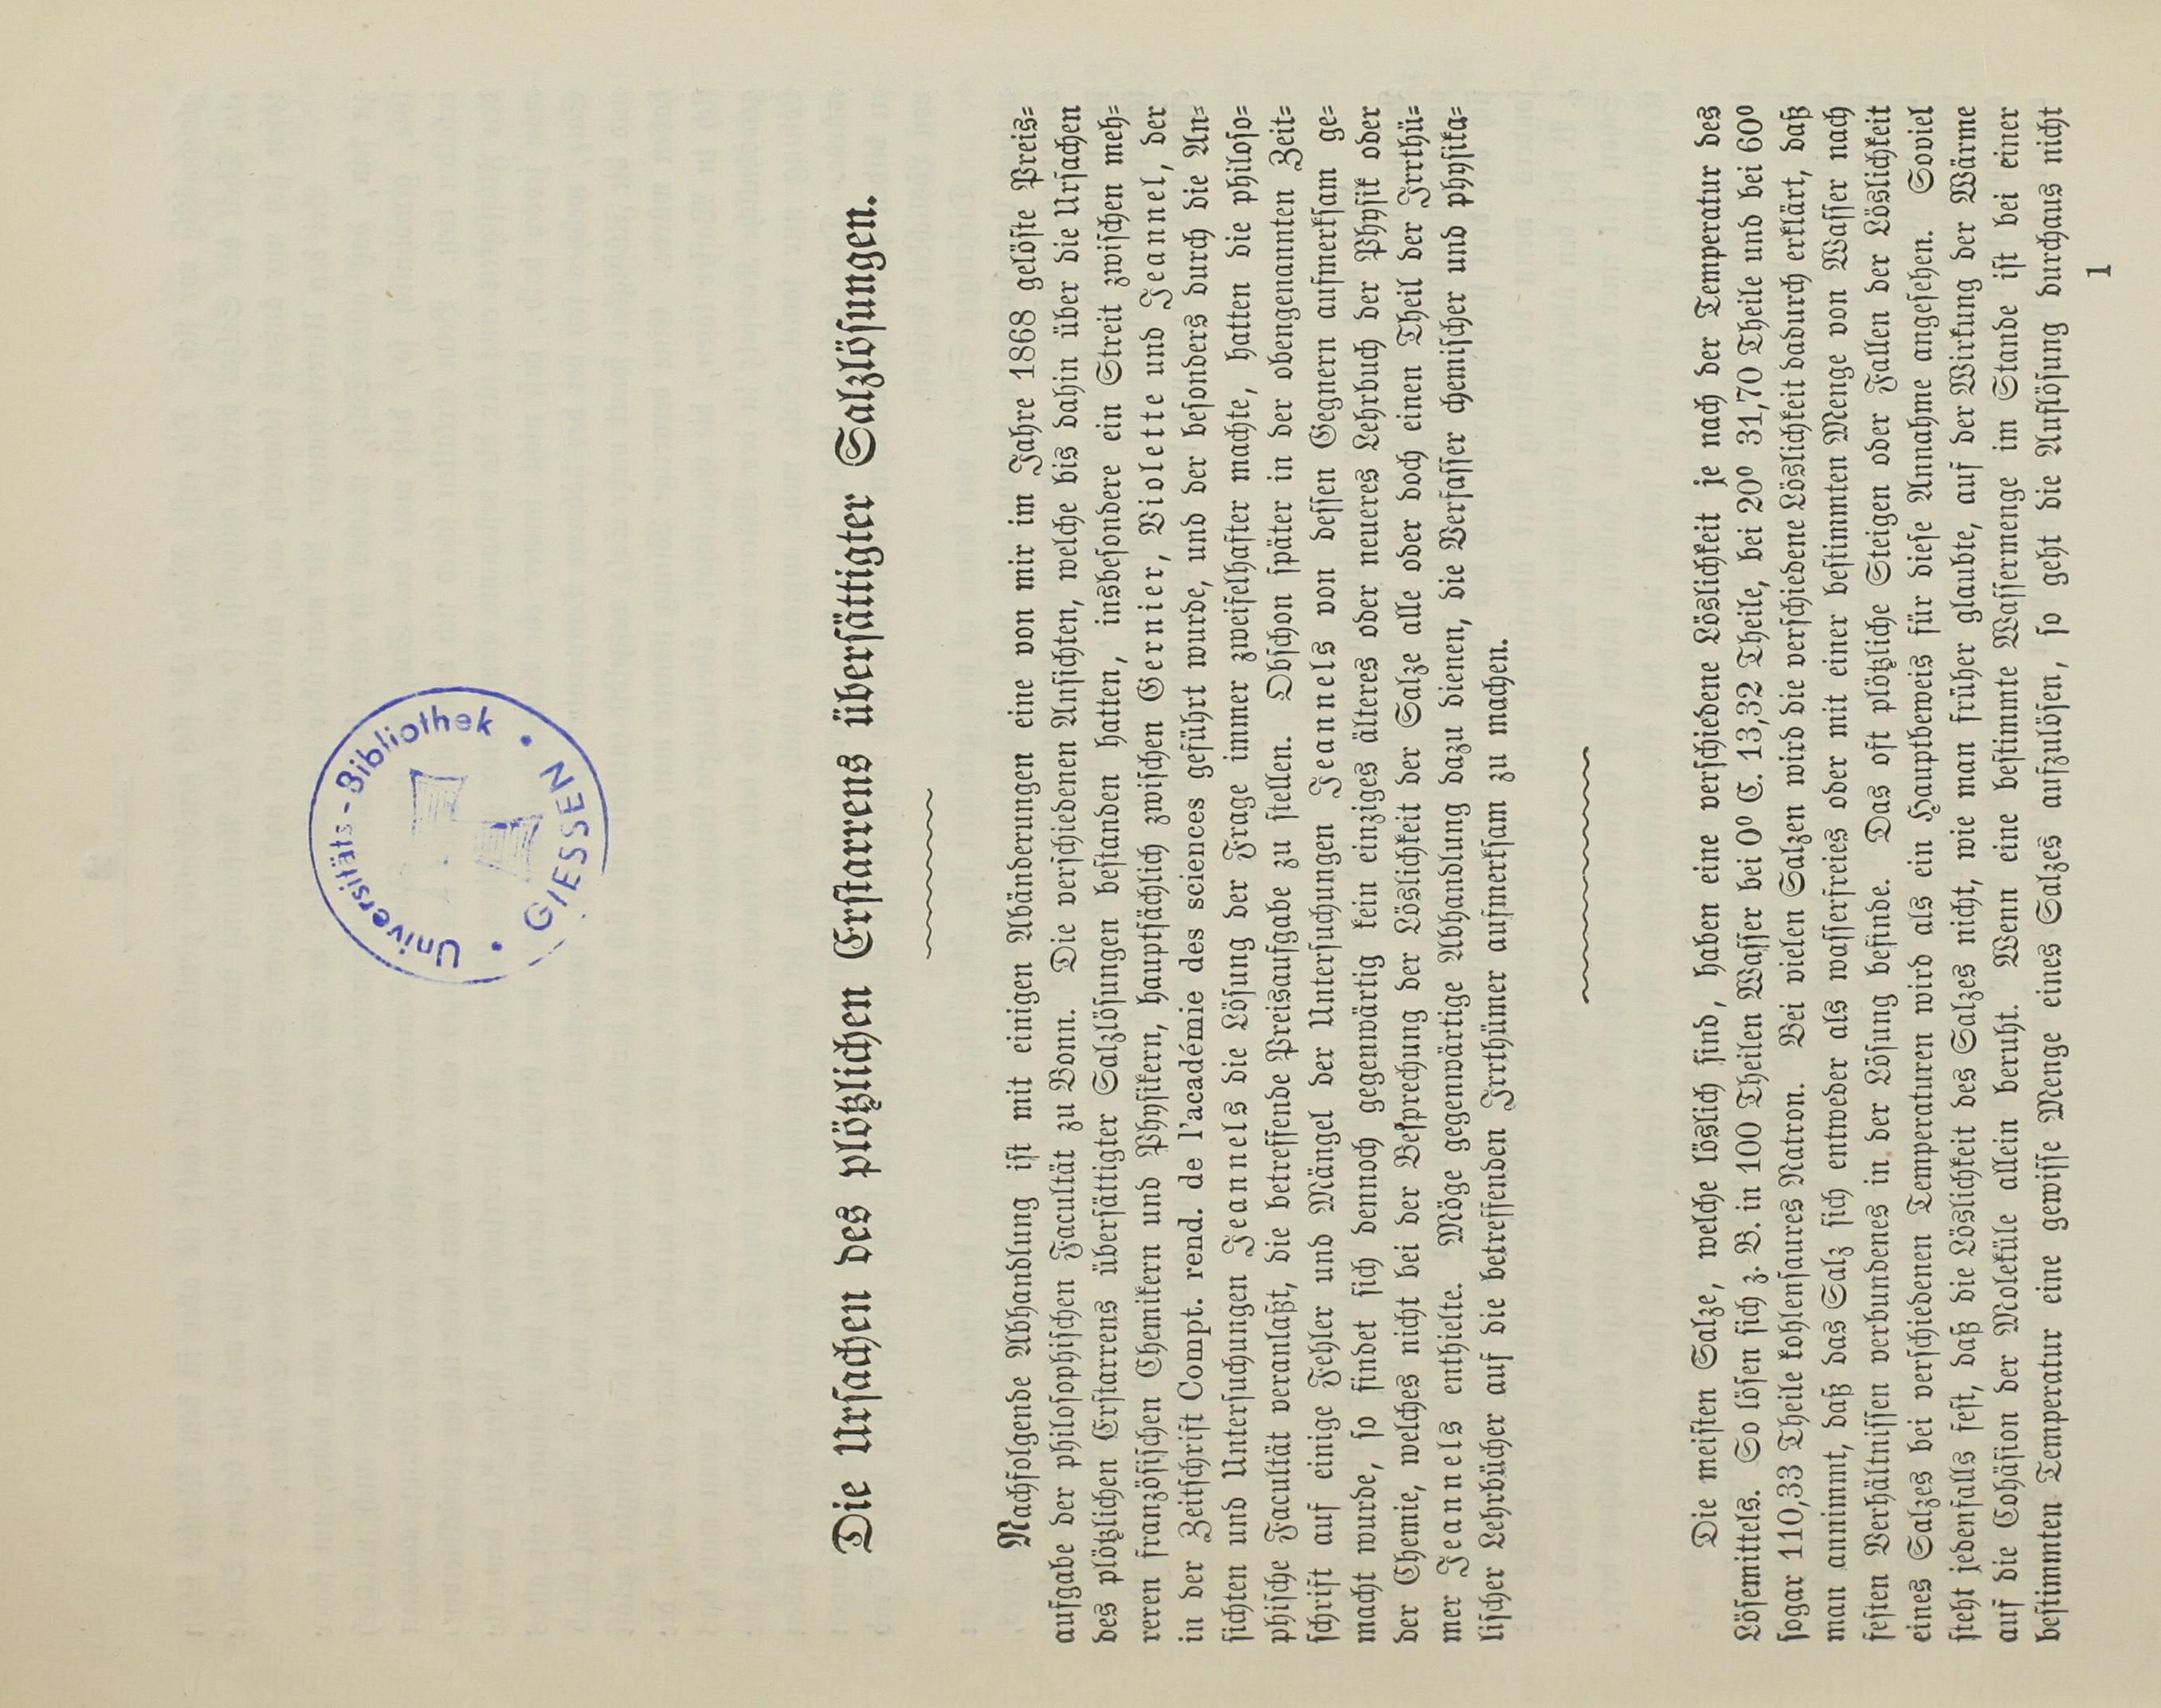 Universitäts-Bibliothek
GIESSEN
Die Ursachen des plötzlichen Erstarrens übersättigter Salzlösungen.
Nachfolgende Abhandlung ist mit einigen Abänderungen eine von mir im Jahre 1868 gelöste Preis=
aufgabe der philosophischen Facultät zu Bonn. Die verschiedenen Ansichten, welche bis dahin über die Ursachen
des plötzlichen Erstarrens übersättigter Salzlösungen bestanden hatten, insbesondere ein Streit zwischen meh=
reren französischen Chemikern und Physikern, hauptsächlich zwischen Gernier, Violette und Jeannel, der
in der Zeitschrift Compt. rend. de l'académie des sciences geführt wurde, und der besonders durch die An=
sichten und Untersuchungen Jeannels die Lösung der Frage immer zweifelhafter machte, hatten die philoso=
phische Facultät veranlaßt, die betreffende Preisaufgabe zu stellen. Obschon später in der obengenannten Zeit=
schrift auf einige Fehler und Mängel der Untersuchungen Jeannels von dessen Gegnern aufmerksam ge=
macht wurde, so findet sich dennoch gegenwärtig kein einziges älteres oder neueres Lehrbuch der Physik oder
der Chemie, welches nicht bei der Besprechung der Löslichkeit der Salze alle oder doch einen Theil der Irrthü=
mer Jeannels enthielte. Möge gegenwärtige Abhandlung dazu dienen, die Verfasser chemischer und physika=
lischer Lehrbücher auf die betreffenden Irrthümer aufmerksam zu machen.
Die meisten Salze, welche löslich sind, haben eine verschiedene Löslichkeit je nach der Temperatur des
Lösemittels. So lösen sich z. B. in 100 Theilen Wasser bei 0° C. 13,32 Theile, bei 20° 31,70 Theile und bei 60°
sogar 110,33 Theile kohlensaures Natron. Bei vielen Salzen wird die verschiedene Löslichkeit dadurch erklärt, daß
man annimmt, daß das Salz sich entweder als wasserfreies oder mit einer bestimmten Menge von Wasser nach
festen Verhältnissen verbundenes in der Lösung befinde. Das oft plötzliche Steigen oder Fallen der Löslichkeit
eines Salzes bei verschiedenen Temperaturen wird als ein Hauptbeweis für diese Annahme angesehen. Soviel
steht jedenfalls fest, daß die Löslichkeit des Salzes nicht, wie man früher glaubte, auf der Wirkung der Wärme
auf die Cohäsion der Moleküle allein beruht. Wenn eine bestimmte Wassermenge im Stande ist bei einer
bestimmten Temperatur eine gewisse Menge eines Salzes aufzulösen, so geht die Auflösung durchaus nicht
1